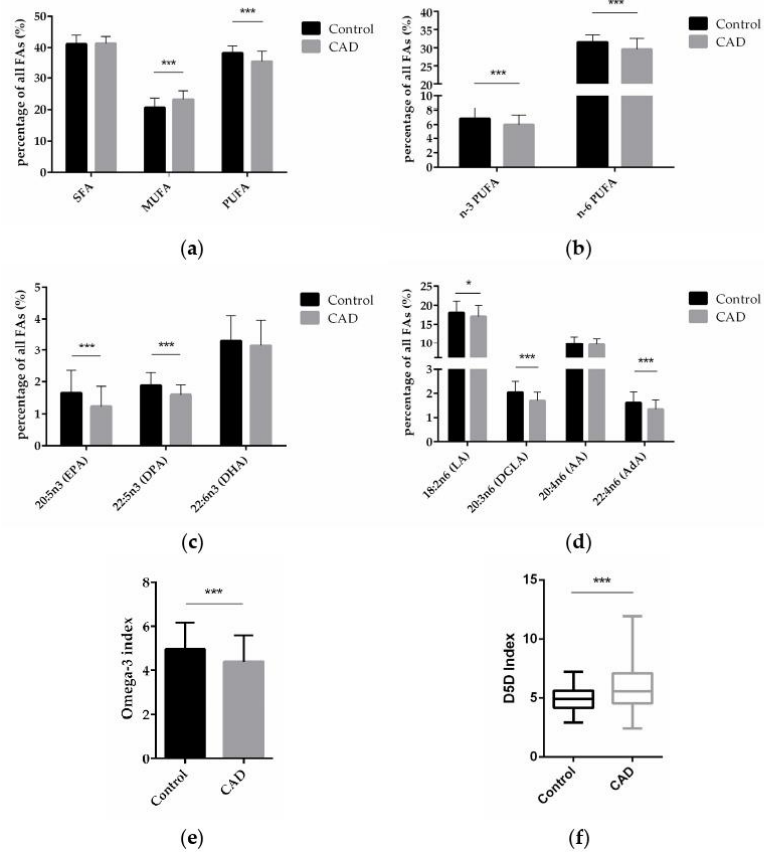 percentage of all FAs (%)
50
40
30
20
10
0
***
***
Control
CAD
SFA
MUFA
PUFA
(a)
percentage of all FAs (%)
40
35
30
25
20
10
8
6
4
2
0
***
***
Control
CAD
n-3 PUFA
n-6 PUFA
(b)
percentage of all FAs (%)
5
4
3
2
1
0
***
***
Control
CAD
20:5n3 (EPA)
22:5n3 (DPA)
22:6n3 (DHA)
(c)
percentage of all FAs (%)
25
20
15
10
3
2
1
0
*
***
***
Control
CAD
18:2n6 (LA)
20:3n6 (DGLA)
20:4n6 (AA)
22:4n6 (AdA)
(d)
Omega-3 index
8
6
4
2
0
***
Control
CAD
(e)
D5D Index
15
10
5
0
***
Control
CAD
(f)